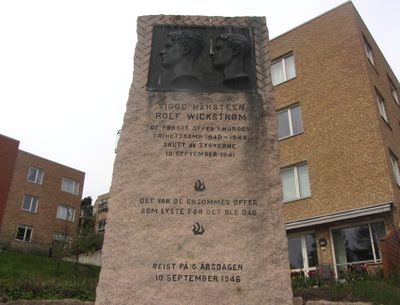 VIGGO HANSTEEN
ROLF WICKSTRØM
DE FØRSTE OFFER I NORGES
FRIHETSKAMP 1940-1945
SKUTT AV TYSKERNE
10 SEPTEMBER 1941
DET VAR DE ENSOMMES OFFER
SOM LYSTE FØR DET BLE DAG
REIST PÅ 5 ÅRSDAGEN
10 SEPTEMBER 1946